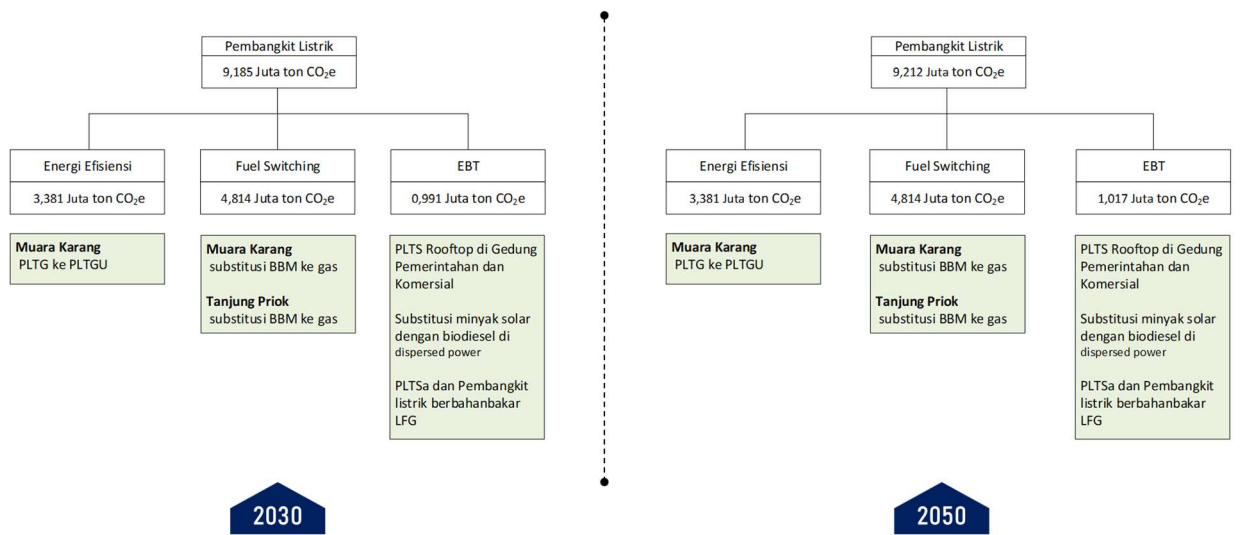 Pembangkit Listrik
9,185 Juta ton CO₂e
Energi Efisiensi
3,381 Juta ton CO₂e
Muara Karang
PLTG ke PLTGU
Fuel Switching
4,814 Juta ton CO₂e
Muara Karang
substitusi BBM ke gas
Tanjung Priok
substitusi BBM ke gas
EBT
0,991 Juta ton CO₂e
PLTS Rooftop di Gedung
Pemerintahan dan
Komersial
Substitusi minyak solar
dengan biodiesel di
dispersed power
PLTSa dan Pembangkit
listrik berbahanbakar
LFG
2030
Pembangkit Listrik
9,212 Juta ton CO₂e
Energi Efisiensi
3,381 Juta ton CO₂e
Muara Karang
PLTG ke PLTGU
Fuel Switching
4,814 Juta ton CO₂e
Muara Karang
substitusi BBM ke gas
Tanjung Priok
substitusi BBM ke gas
EBT
1,017 Juta ton CO₂e
PLTS Rooftop di Gedung
Pemerintahan dan
Komersial
Substitusi minyak solar
dengan biodiesel di
dispersed power
PLTSa dan Pembangkit
listrik berbahanbakar
LFG
2050